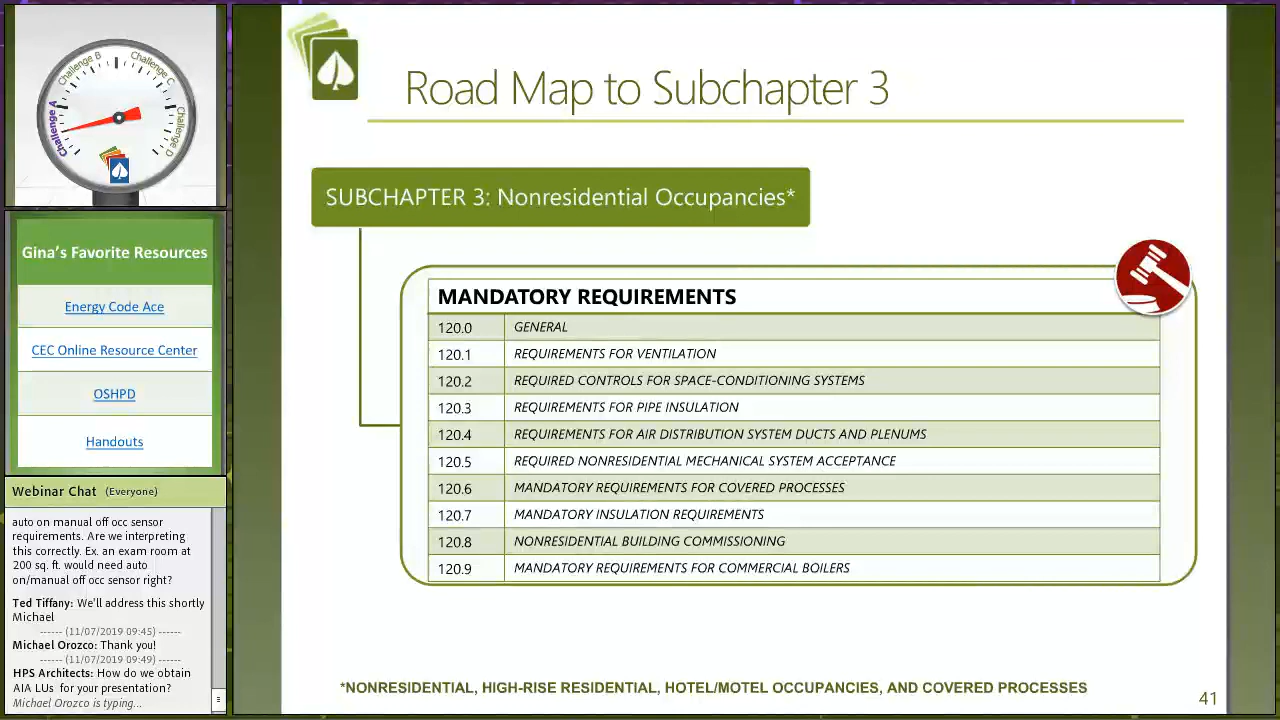 Challenge A
Challenge B
Challenge C
Challenge D
Gina's Favorite Resources
Energy Code Ace
CEC Online Resource Center
OSHPD
Handouts
Webinar Chat (Everyone)
auto on manual off occ sensor
requirements. Are we interpreting
this correctly. Ex. an exam room at
200 sq. ft. would need auto
on/manual off occ sensor right?
Ted Tiffany: We'll address this shortly
Michael
------ (11/07/2019 09:45) ------
Michael Orozco: Thank you!
------ (11/07/2019 09:49) ------
HPS Architects: How do we obtain
AIA LUs for your presentation?
Michael Orozco is typing...
Road Map to Subchapter 3
SUBCHAPTER 3: Nonresidential Occupancies*
MANDATORY REQUIREMENTS
120.0 GENERAL
120.1 REQUIREMENTS FOR VENTILATION
120.2 REQUIRED CONTROLS FOR SPACE-CONDITIONING SYSTEMS
120.3 REQUIREMENTS FOR PIPE INSULATION
120.4 REQUIREMENTS FOR AIR DISTRIBUTION SYSTEM DUCTS AND PLENUMS
120.5 REQUIRED NONRESIDENTIAL MECHANICAL SYSTEM ACCEPTANCE
120.6 MANDATORY REQUIREMENTS FOR COVERED PROCESSES
120.7 MANDATORY INSULATION REQUIREMENTS
120.8 NONRESIDENTIAL BUILDING COMMISSIONING
120.9 MANDATORY REQUIREMENTS FOR COMMERCIAL BOILERS
*NONRESIDENTIAL, HIGH-RISE RESIDENTIAL, HOTEL/MOTEL OCCUPANCIES, AND COVERED PROCESSES
41